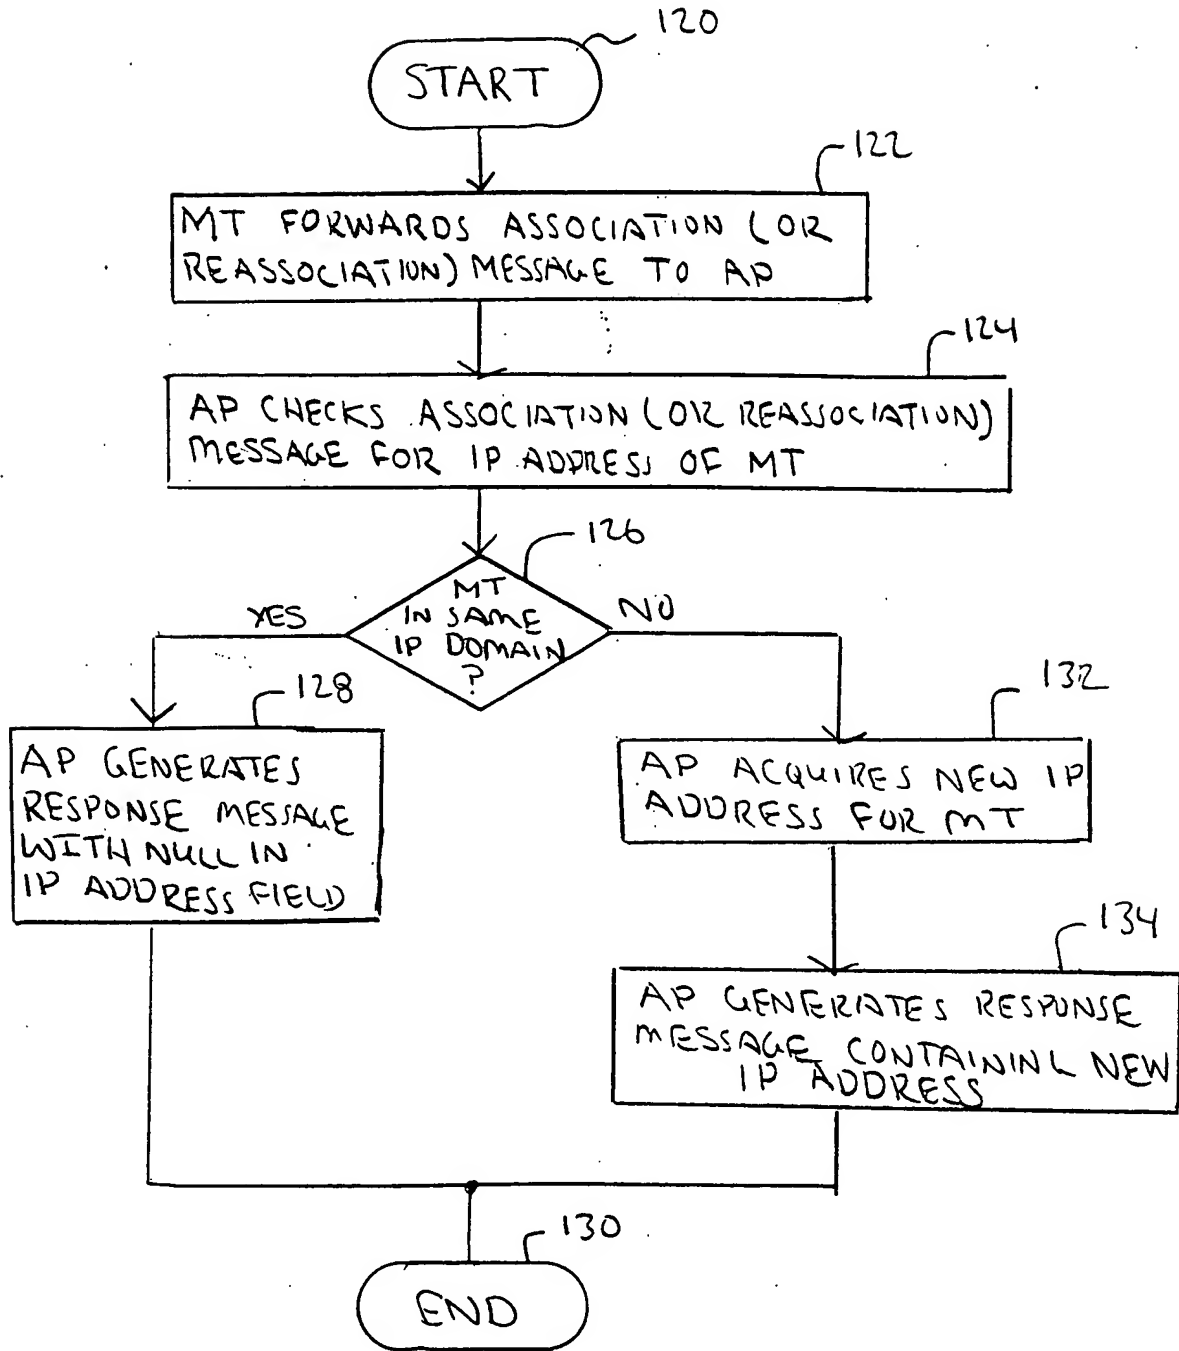 120
START
122
MT FORWARDS ASSOCIATION (OR
REASSOCIATION) MESSAGE TO AP
124
AP CHECKS ASSOCIATION (OR REASSOCIATION)
MESSAGE FOR IP ADDRESS OF MT
126
MT
IN SAME
IP DOMAIN
?
YES
NO
128
AP GENERATES
RESPONSE MESSAGE
WITH NULL IN
IP ADDRESS FIELD
132
AP ACQUIRES NEW IP
ADDRESS FOR MT
134
AP GENERATES RESPONSE
MESSAGE CONTAINING NEW
IP ADDRESS
130
END